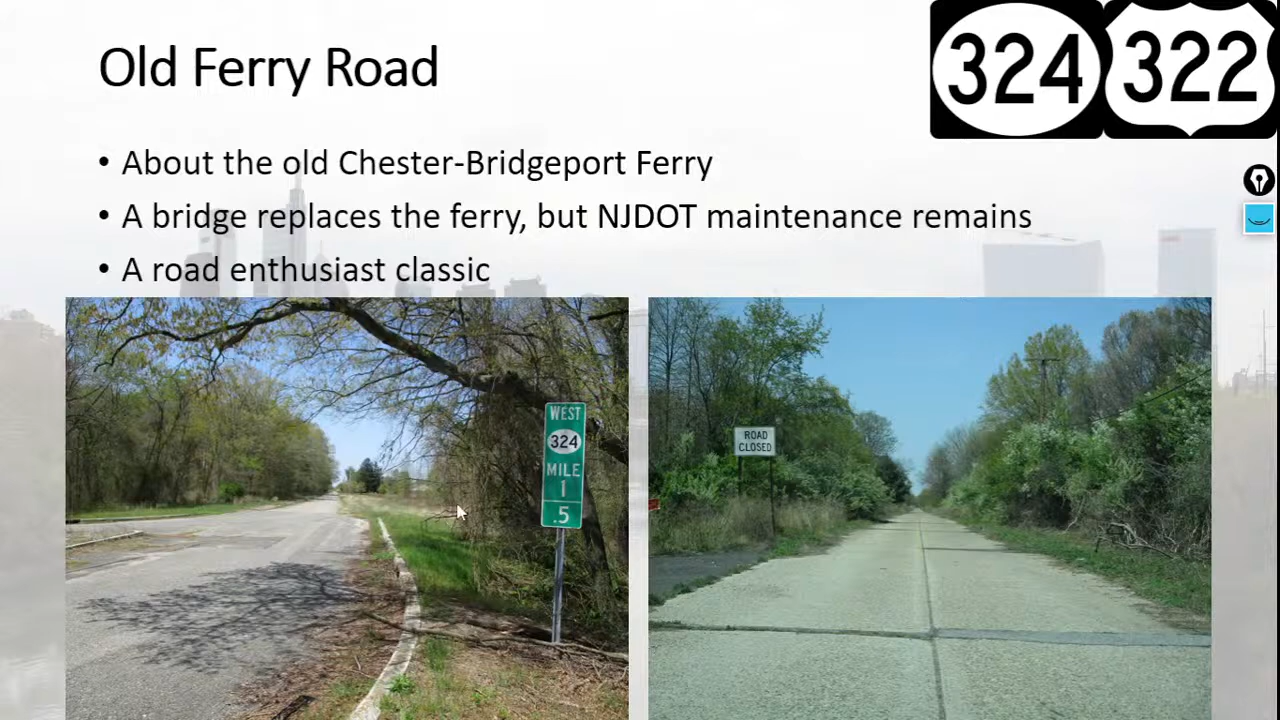 Old Ferry Road
324
322
• About the old Chester-Bridgeport Ferry
• A bridge replaces the ferry, but NJDOT maintenance remains
• A road enthusiast classic
WEST
324
MILE
1
.5
ROAD
CLOSED